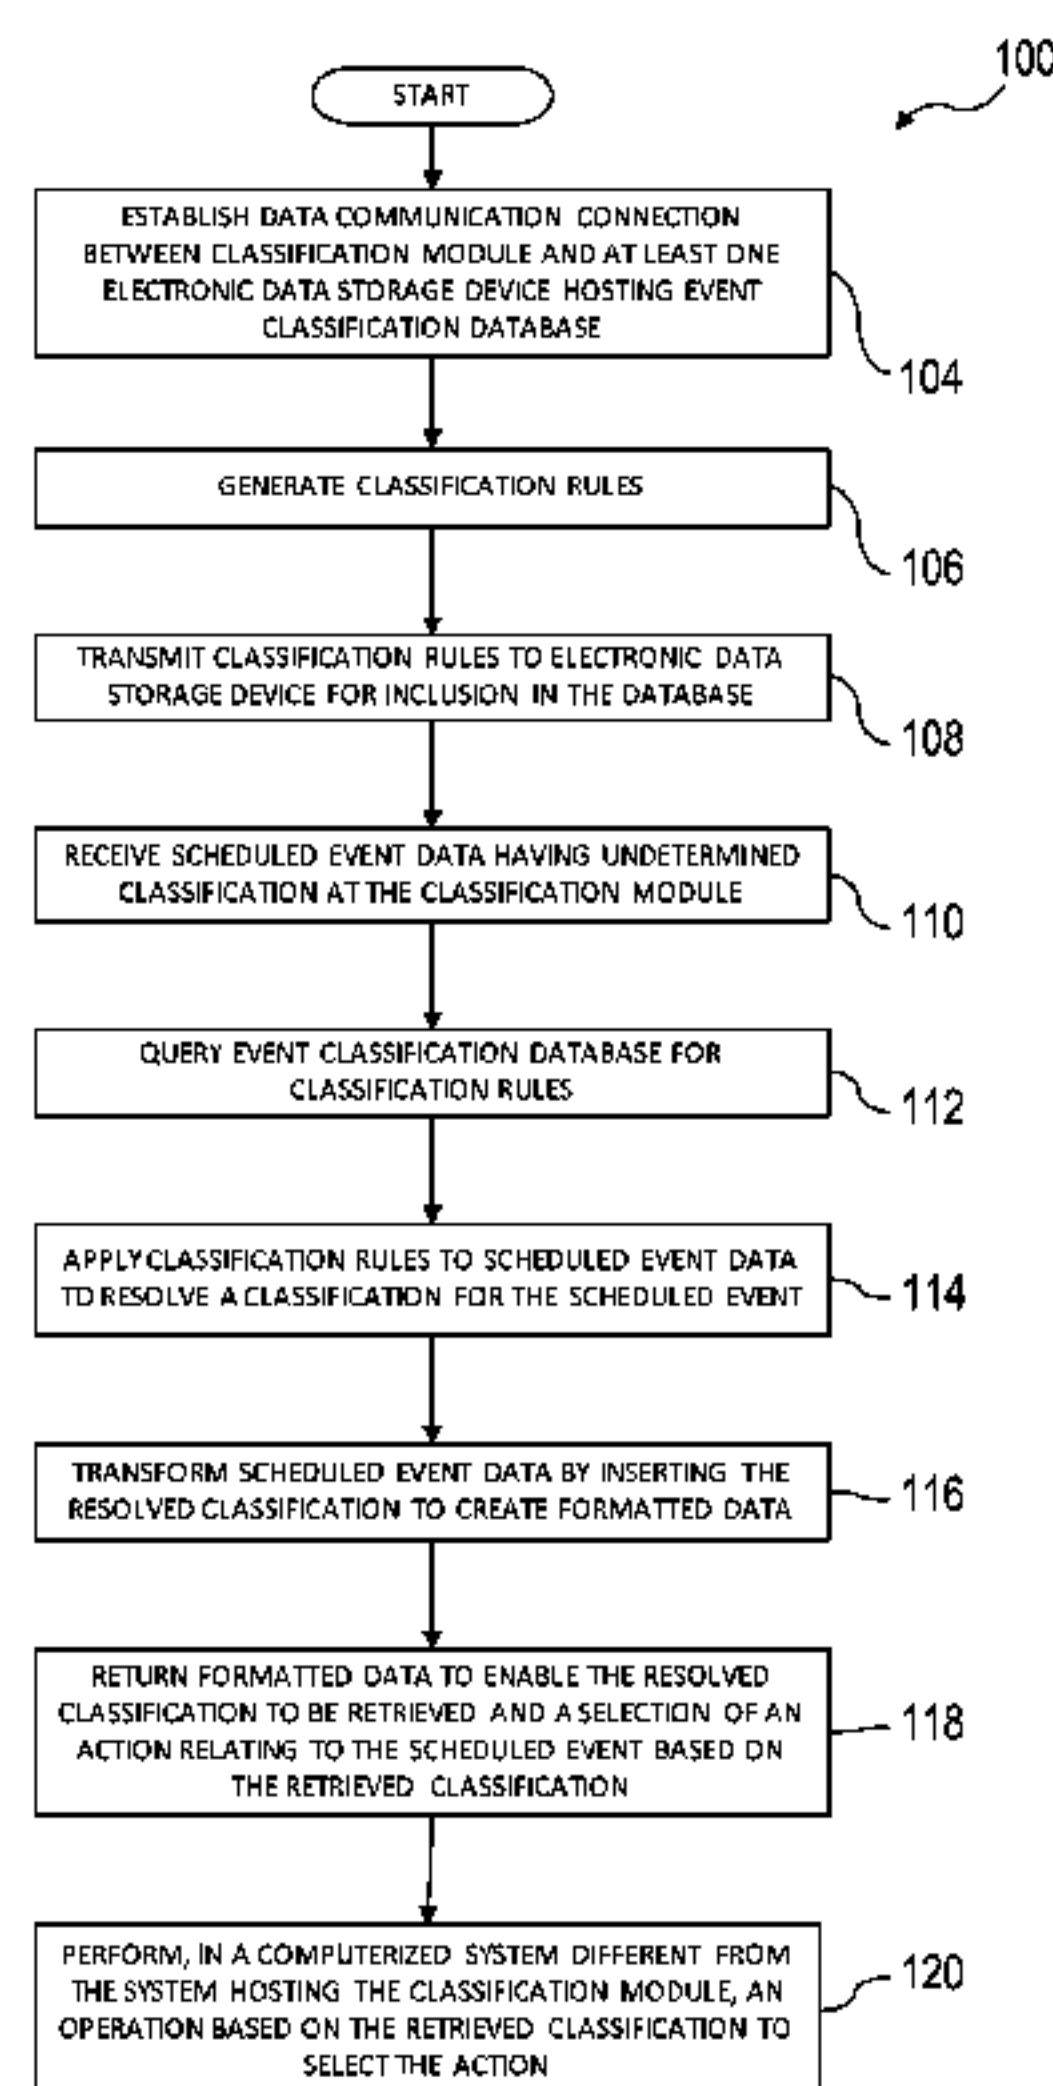 100
START
ESTABLISH DATA COMMUNICATION CONNECTION
BETWEEN CLASSIFICATION MODULE AND AT LEAST ONE
ELECTRONIC DATA STORAGE DEVICE HOSTING EVENT
CLASSIFICATION DATABASE
104
GENERATE CLASSIFICATION RULES
106
TRANSMIT CLASSIFICATION RULES TO ELECTRONIC DATA
STORAGE DEVICE FOR INCLUSION IN THE DATABASE
108
RECEIVE SCHEDULED EVENT DATA HAVING UNDETERMINED
CLASSIFICATION AT THE CLASSIFICATION MODULE
110
QUERY EVENT CLASSIFICATION DATABASE FOR
CLASSIFICATION RULES
112
APPLY CLASSIFICATION RULES TO SCHEDULED EVENT DATA
TO RESOLVE A CLASSIFICATION FOR THE SCHEDULED EVENT
114
TRANSFORM SCHEDULED EVENT DATA BY INSERTING THE
RESOLVED CLASSIFICATION TO CREATE FORMATTED DATA
116
RETURN FORMATTED DATA TO ENABLE THE RESOLVED
CLASSIFICATION TO BE RETRIEVED AND A SELECTION OF AN
ACTION RELATING TO THE SCHEDULED EVENT BASED ON
THE RETRIEVED CLASSIFICATION
118
PERFORM, IN A COMPUTERIZED SYSTEM DIFFERENT FROM
THE SYSTEM HOSTING THE CLASSIFICATION MODULE, AN
OPERATION BASED ON THE RETRIEVED CLASSIFICATION TO
SELECT THE ACTION
120